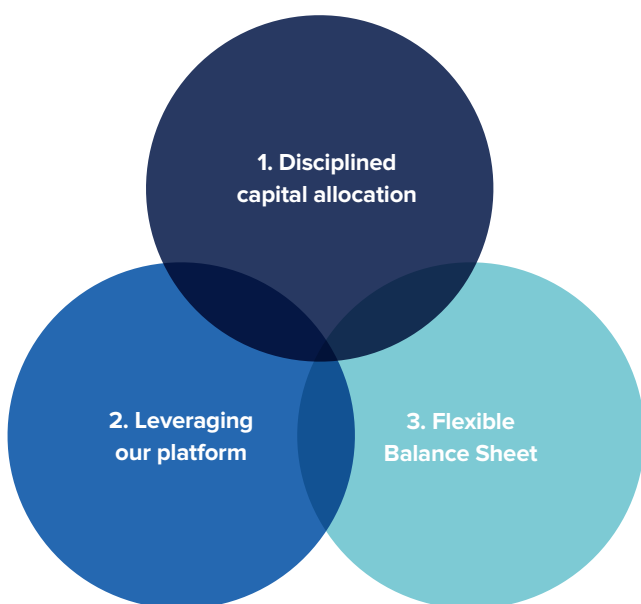 1. Disciplined
capital allocation
2. Leveraging
our platform
3. Flexible
Balance Sheet